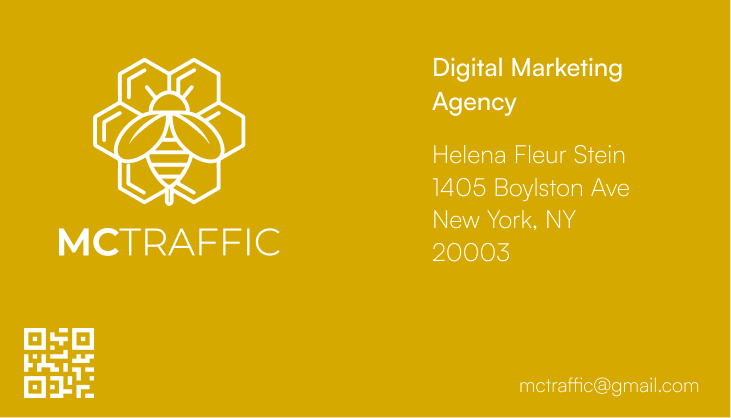 MCTRAFFIC
Digital Marketing
Agency
Helena Fleur Stein
1405 Boylston Ave
New York, NY
20003
mctraffic@gmail.com